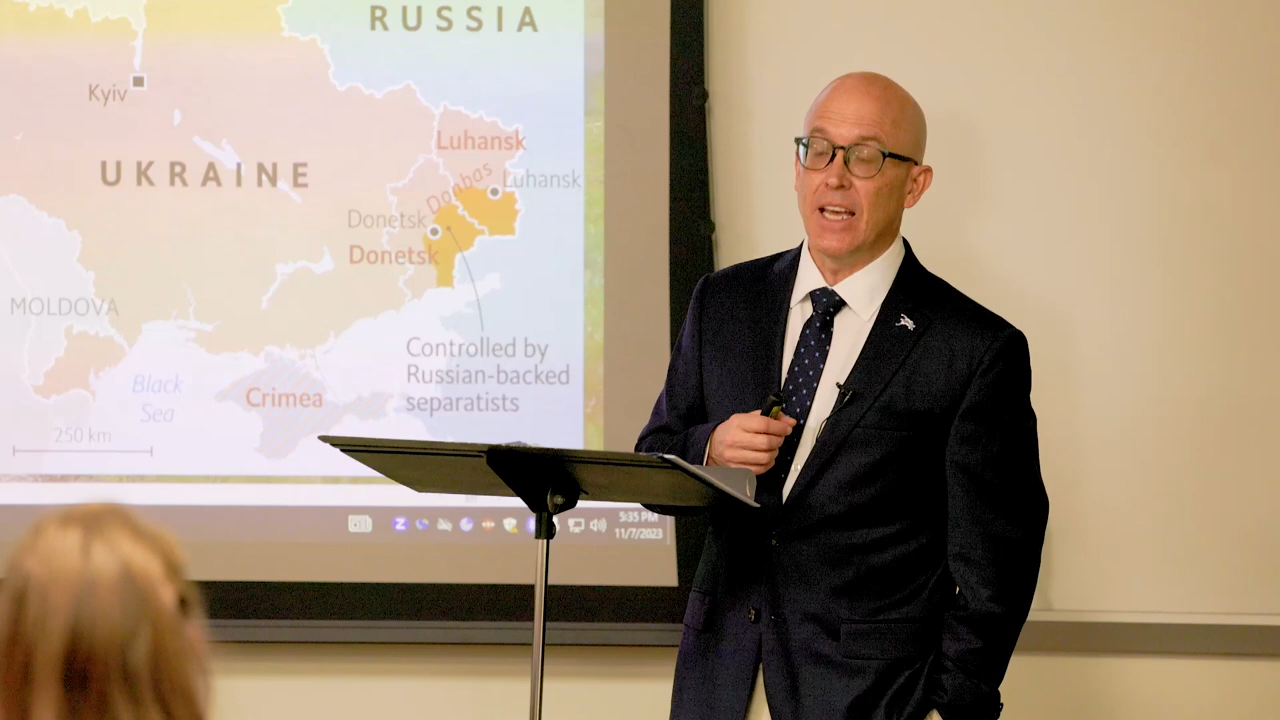 RUSSIA
Kyiv
Luhansk
UKRAINE
Donbas
Luhansk
Donetsk
Donetsk
MOLDOVA
Controlled by
Russian-backed
separatists
Black
Sea
Crimea
250 km
5:35 PM
11/7/2023